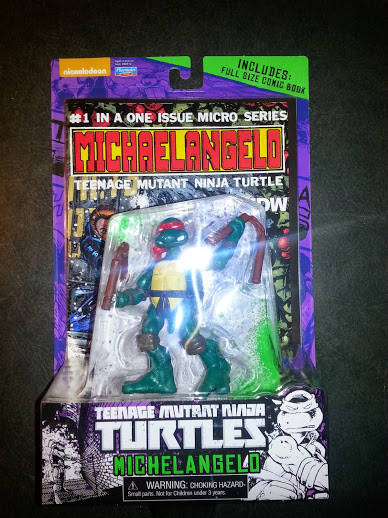 nickelodeon
INCLUDES:
FULL SIZE COMIC BOOK
#1 IN A ONE ISSUE MICRO SERIES
MICHAELANGELO
TEENAGE MUTANT NINJA TURTLE
IDW
TEENAGE MUTANT NINJA
TURTLES
MICHELANGELO
WARNING: CHOKING HAZARD-
Small parts. Not for Children under 3 years.